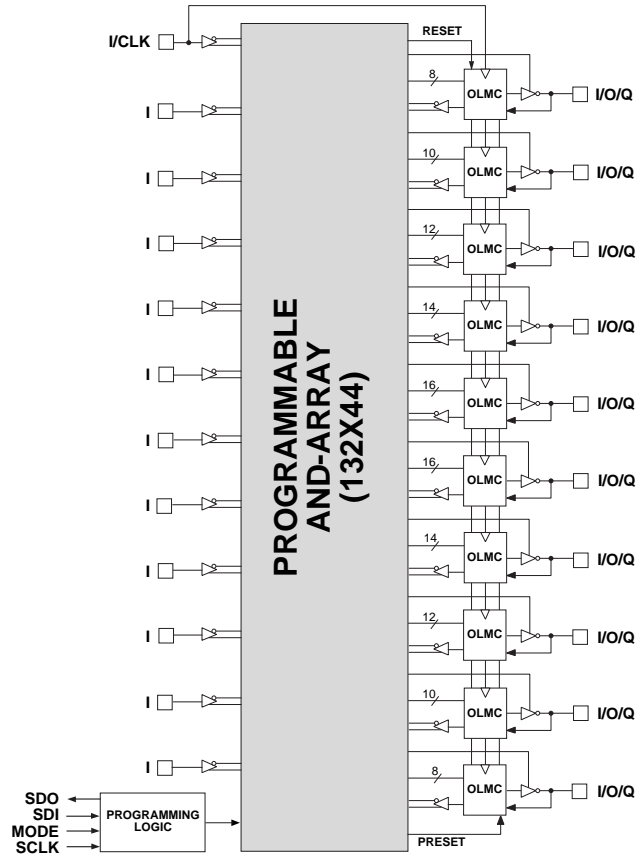 RESET
I/CLK
8
OLMC
I/O/Q
I
10
OLMC
I/O/Q
I
12
OLMC
I/O/Q
I
14
OLMC
I/O/Q
I
16
OLMC
I/O/Q
I
PROGRAMMABLE
AND-ARRAY
(132X44)
16
OLMC
I/O/Q
I
14
OLMC
I/O/Q
I
12
OLMC
I/O/Q
I
10
OLMC
I/O/Q
I
8
OLMC
I/O/Q
I
I
SDO
SDI
MODE
SCLK
PROGRAMMING
LOGIC
PRESET